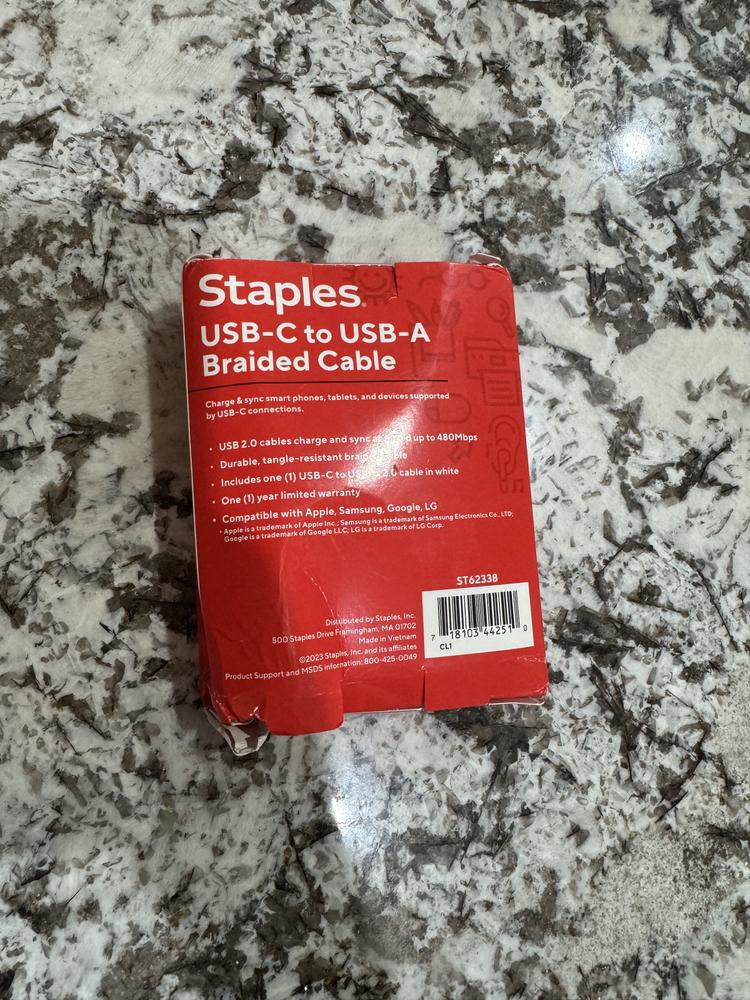 Staples
USB-C to USB-A
Braided Cable
Charge & sync smart phones, tablets, and devices supported
by USB-C connections.
• USB 2.0 cables charge and sync up to 480Mbps
• Durable, tangle-resistant
• Includes one (1) USB-C to 2.0 cable in white
• One (1) year limited warranty
• Compatible with Apple, Samsung, Google, LG
* Apple is a trademark of Apple Inc.; Samsung is a trademark of Samsung Electronics Co., LTD;
Google is a trademark of Google LLC; LG is a trademark of LG Corp.
ST62338
7 18103 44251 0
CL1
Distributed by Staples, Inc.
500 Staples Drive Framingham, MA 01702
Made in Vietnam
©2023 Staples, Inc. and its affiliates
Product Support and MSDS information: 800-425-0049